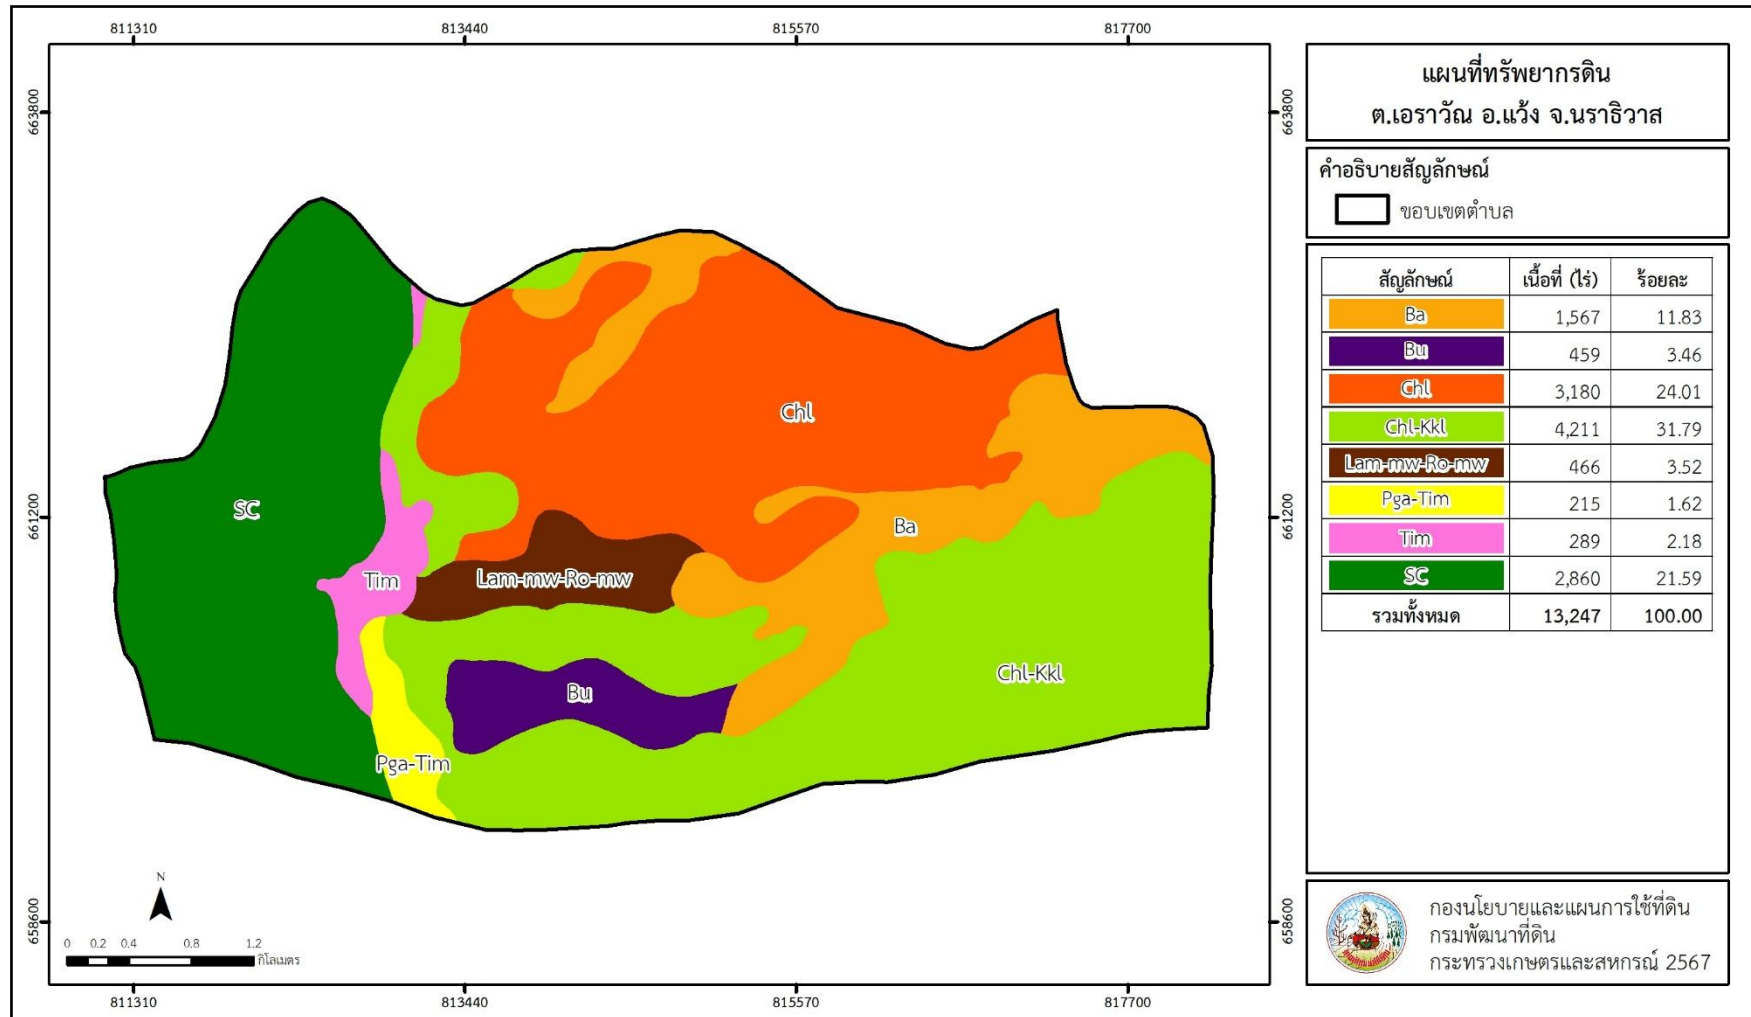 811310 813440 815570 817700
663800 663800
661200 661200
658600 658600
SC
Chl
Ba
Tim
Lam-mw-Ro-mw
Chl-Kkl
Bu
Pga-Tim
N
0 0.2 0.4 0.8 1.2
กิโลเมตร
811310 813440 815570 817700
แผนที่ทรัพยากรดิน
ต.เอราวัณ อ.แว้ง จ.นราธิวาส
คำอธิบายสัญลักษณ์
ขอบเขตตำบล
สัญลักษณ์ เนื้อที่ (ไร่) ร้อยละ
Ba 1,567 11.83
Bu 459 3.46
Chl 3,180 24.01
Chl-Kkl 4,211 31.79
Lam-mw-Ro-mw 466 3.52
Pga-Tim 215 1.62
Tim 289 2.18
SC 2,860 21.59
รวมทั้งหมด 13,247 100.00
กองนโยบายและแผนการใช้ที่ดิน
กรมพัฒนาที่ดิน
กระทรวงเกษตรและสหกรณ์ 2567